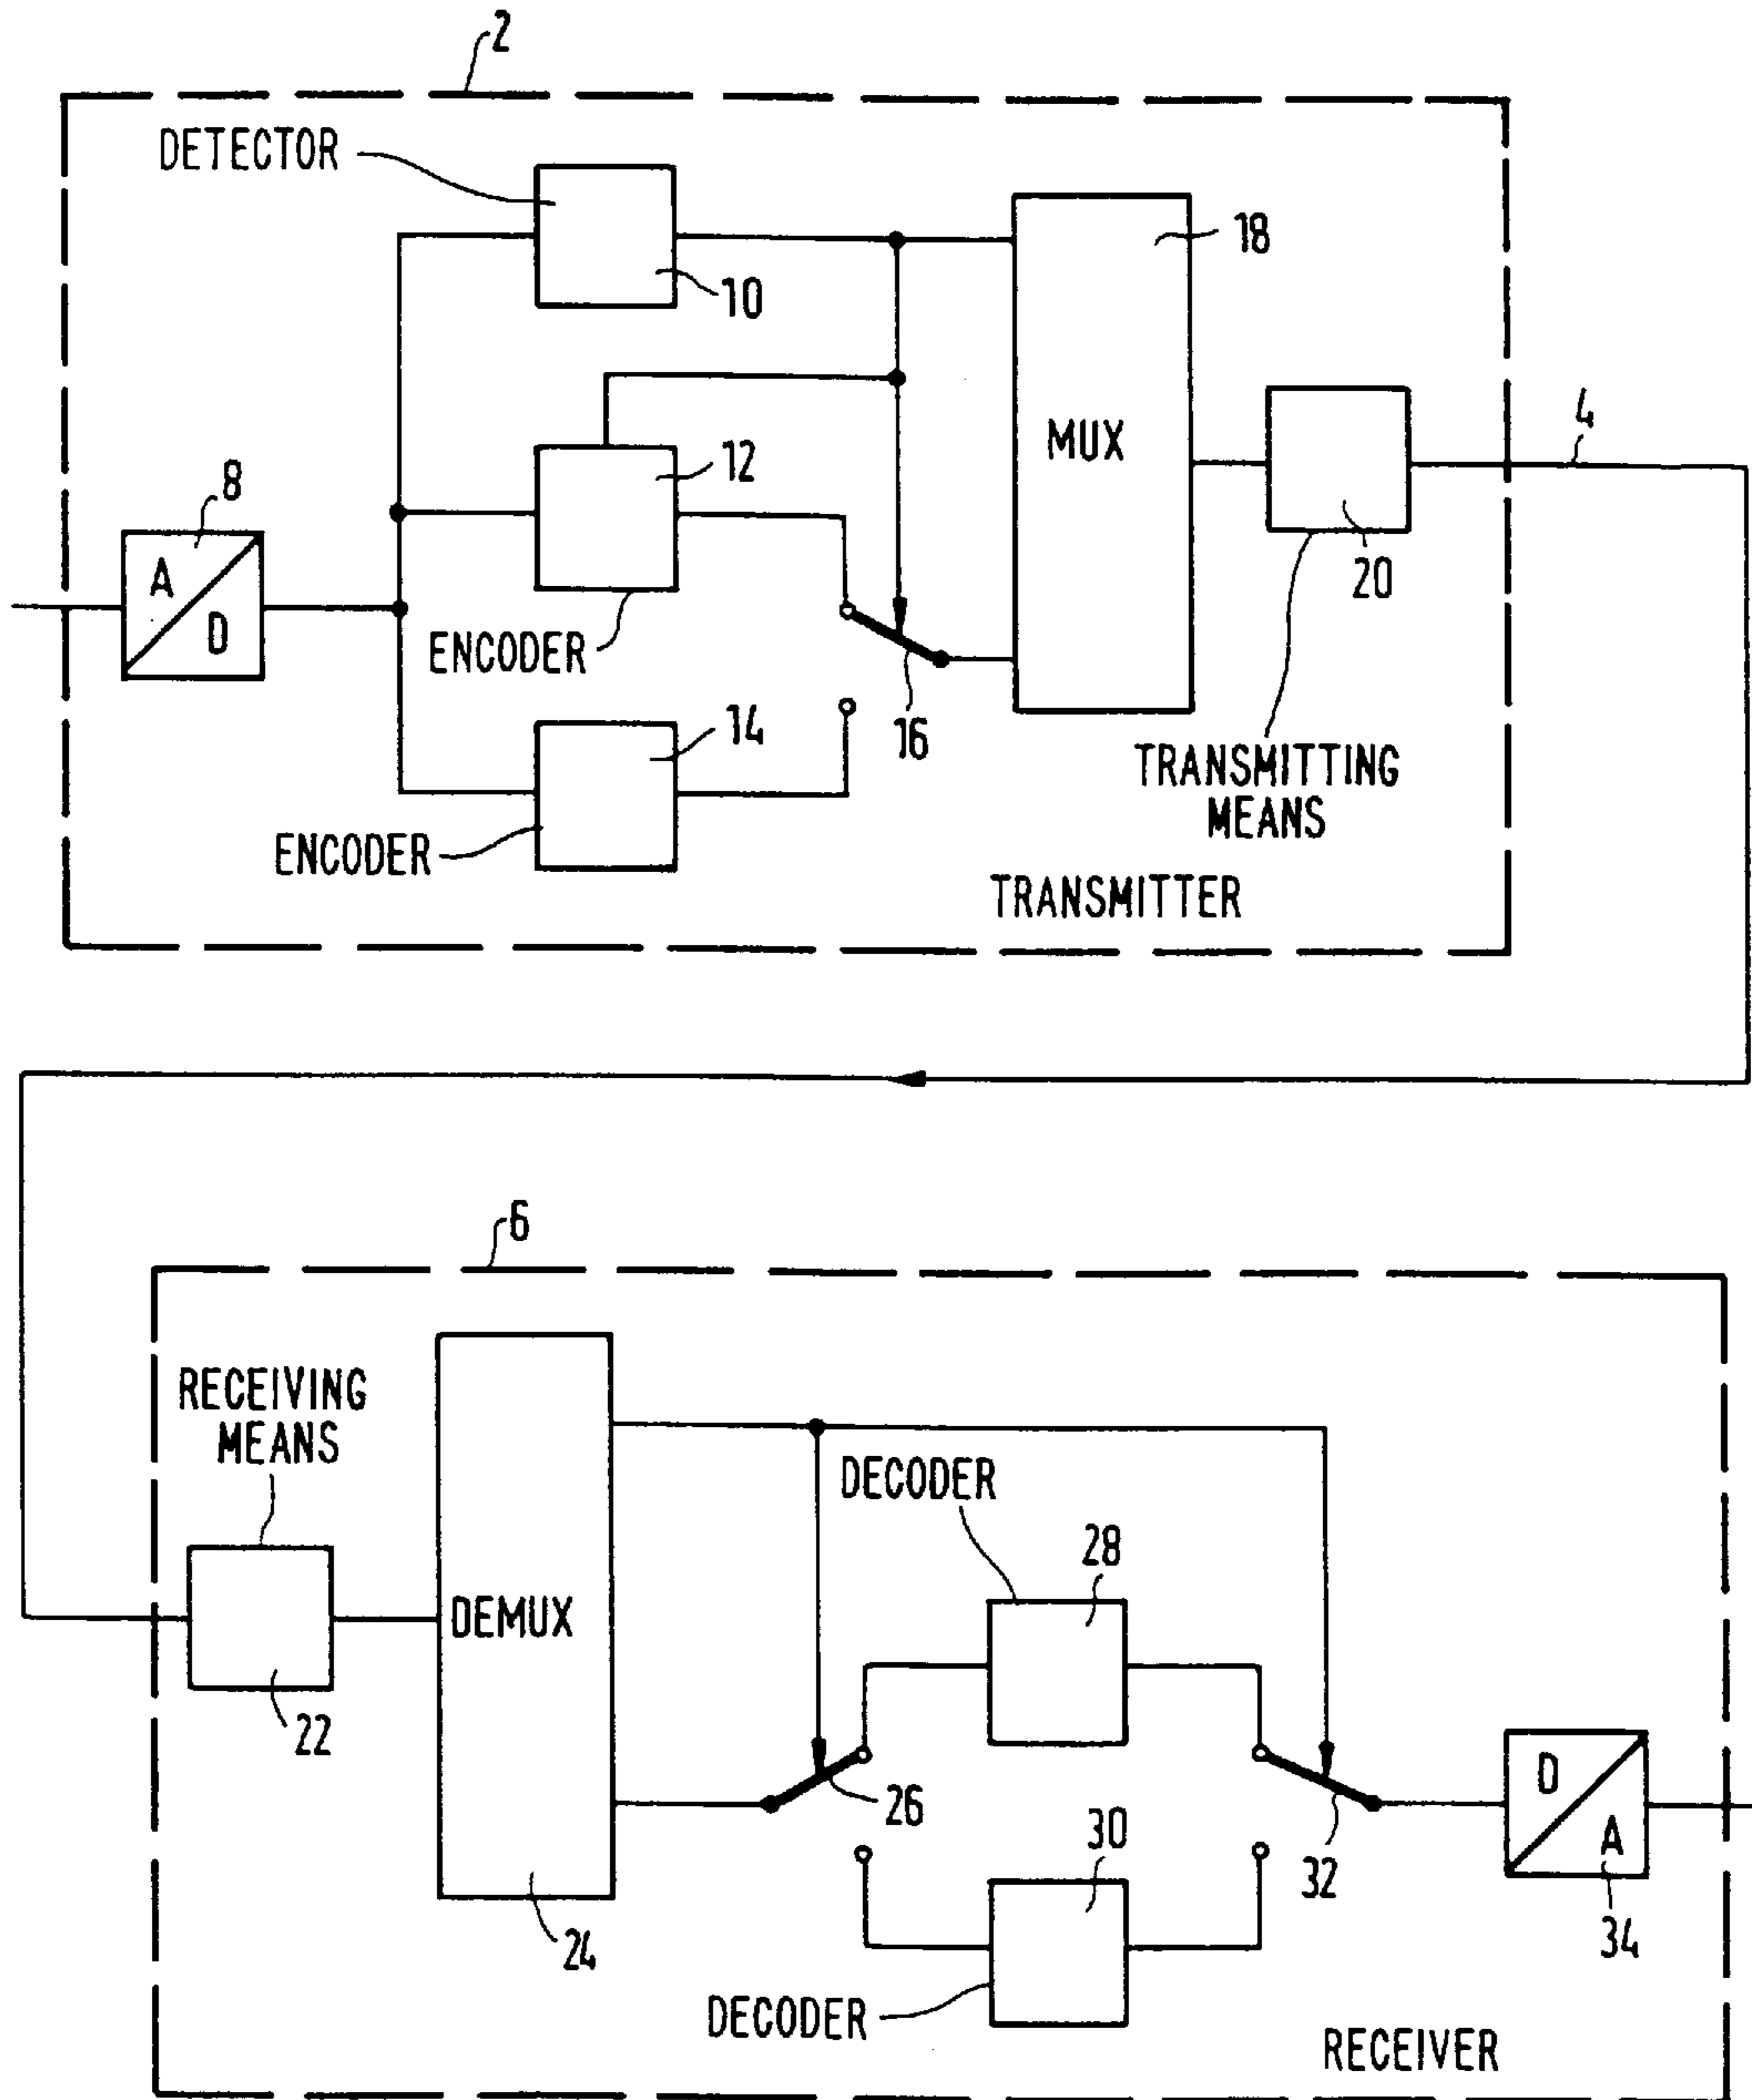 2
DETECTOR
18
10
MUX
4
12
8
A
D
20
ENCODER
16
14
TRANSMITTING
MEANS
ENCODER
TRANSMITTER
6
RECEIVING
MEANS
DECODER
28
DEMUX
22
26
D
A
30
32
34
24
DECODER
RECEIVER